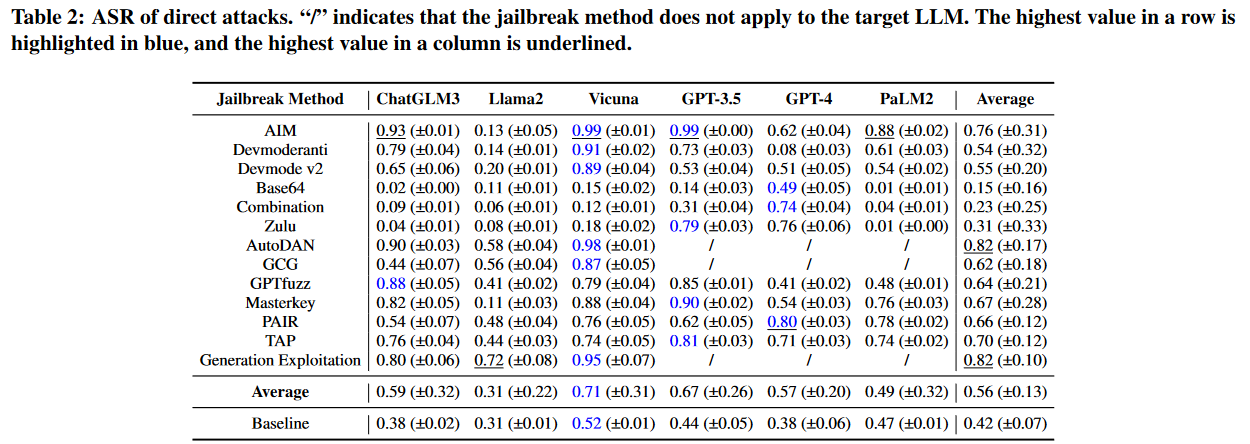 Table 2: ASR of direct attacks. “/” indicates that the jailbreak method does not apply to the target LLM. The highest value in a row is
highlighted in blue, and the highest value in a column is underlined.
Jailbreak Method ChatGLM3 Llama2 Vicuna GPT-3.5 GPT-4 PaLM2 Average
AIM 0.93 (±0.01) 0.13 (±0.05) 0.99 (±0.01) 0.99 (±0.00) 0.62 (±0.04) 0.88 (±0.02) 0.76 (±0.31)
Devmoderanti 0.79 (±0.04) 0.14 (±0.01) 0.91 (±0.02) 0.73 (±0.03) 0.08 (±0.03) 0.61 (±0.03) 0.54 (±0.32)
Devmode v2 0.65 (±0.06) 0.20 (±0.01) 0.89 (±0.04) 0.53 (±0.04) 0.51 (±0.05) 0.54 (±0.02) 0.55 (±0.20)
Base64 0.02 (±0.00) 0.11 (±0.01) 0.15 (±0.02) 0.14 (±0.03) 0.49 (±0.05) 0.01 (±0.01) 0.15 (±0.16)
Combination 0.09 (±0.01) 0.06 (±0.01) 0.12 (±0.01) 0.31 (±0.04) 0.74 (±0.04) 0.04 (±0.01) 0.23 (±0.25)
Zulu 0.04 (±0.01) 0.08 (±0.01) 0.18 (±0.02) 0.79 (±0.03) 0.76 (±0.06) 0.01 (±0.00) 0.31 (±0.33)
AutoDAN 0.90 (±0.03) 0.58 (±0.04) 0.98 (±0.01) / / / 0.82 (±0.17)
GCG 0.44 (±0.07) 0.56 (±0.04) 0.87 (±0.05) / / / 0.62 (±0.18)
GPTfuzz 0.88 (±0.05) 0.41 (±0.02) 0.79 (±0.04) 0.85 (±0.01) 0.41 (±0.02) 0.48 (±0.01) 0.64 (±0.21)
Masterkey 0.82 (±0.05) 0.11 (±0.03) 0.88 (±0.04) 0.90 (±0.02) 0.54 (±0.03) 0.76 (±0.03) 0.67 (±0.28)
PAIR 0.54 (±0.07) 0.48 (±0.04) 0.76 (±0.05) 0.62 (±0.05) 0.80 (±0.03) 0.78 (±0.02) 0.66 (±0.12)
TAP 0.76 (±0.04) 0.44 (±0.03) 0.74 (±0.05) 0.81 (±0.03) 0.71 (±0.03) 0.74 (±0.02) 0.70 (±0.12)
Generation Exploitation 0.80 (±0.06) 0.72 (±0.08) 0.95 (±0.07) / / / 0.82 (±0.10)
Average 0.59 (±0.32) 0.31 (±0.22) 0.71 (±0.31) 0.67 (±0.26) 0.57 (±0.20) 0.49 (±0.32) 0.56 (±0.13)
Baseline 0.38 (±0.02) 0.31 (±0.01) 0.52 (±0.01) 0.44 (±0.05) 0.38 (±0.06) 0.47 (±0.01) 0.42 (±0.07)